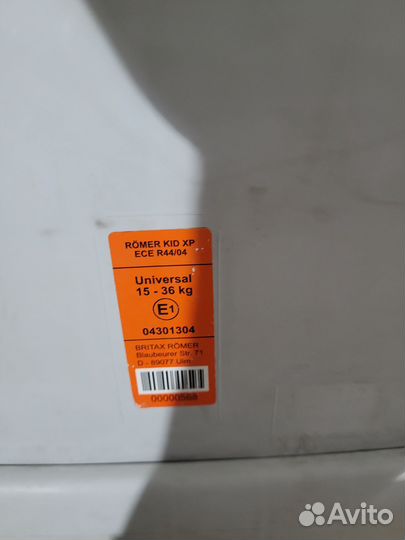 RÖMER KID XP
ECE R44/04
Universal
15 - 36 kg
E1
04301304
BRITAX RÖMER
Blaubeurer Str. 71
D - 89077 Ulm
00000568
Avito